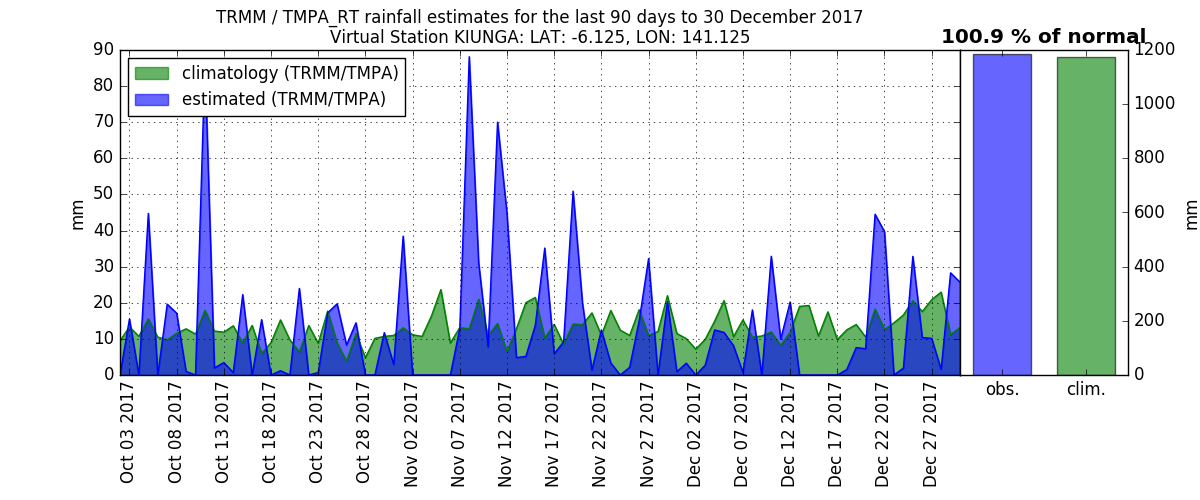 TRMM / TMPA_RT rainfall estimates for the last 90 days to 30 December 2017
Virtual Station KIUNGA: LAT: -6.125, LON: 141.125
100.9 % of normal
climatology (TRMM/TMPA)
estimated (TRMM/TMPA)
90
80
70
60
50
40
30
20
10
0
mm
Oct 03 2017
Oct 08 2017
Oct 13 2017
Oct 18 2017
Oct 23 2017
Oct 28 2017
Nov 02 2017
Nov 07 2017
Nov 12 2017
Nov 17 2017
Nov 22 2017
Nov 27 2017
Dec 02 2017
Dec 07 2017
Dec 12 2017
Dec 17 2017
Dec 22 2017
Dec 27 2017
1200
1000
800
600
400
200
0
mm
obs.
clim.